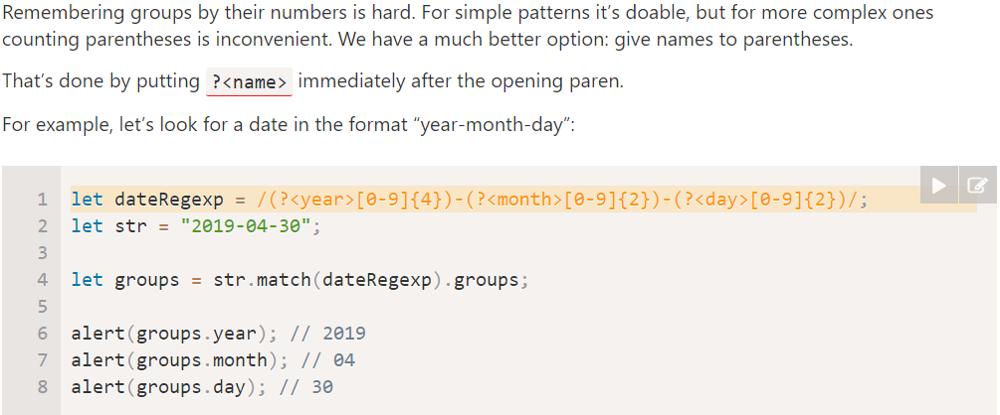 Remembering groups by their numbers is hard. For simple patterns it’s doable, but for more complex ones
counting parentheses is inconvenient. We have a much better option: give names to parentheses.
That’s done by putting ?<name> immediately after the opening paren.
For example, let’s look for a date in the format “year-month-day”:
1 let dateRegexp = /(?<year>[0-9]{4})-(?<month>[0-9]{2})-(?<day>[0-9]{2})/;
2 let str = "2019-04-30";
3
4 let groups = str.match(dateRegexp).groups;
5
6 alert(groups.year); // 2019
7 alert(groups.month); // 04
8 alert(groups.day); // 30